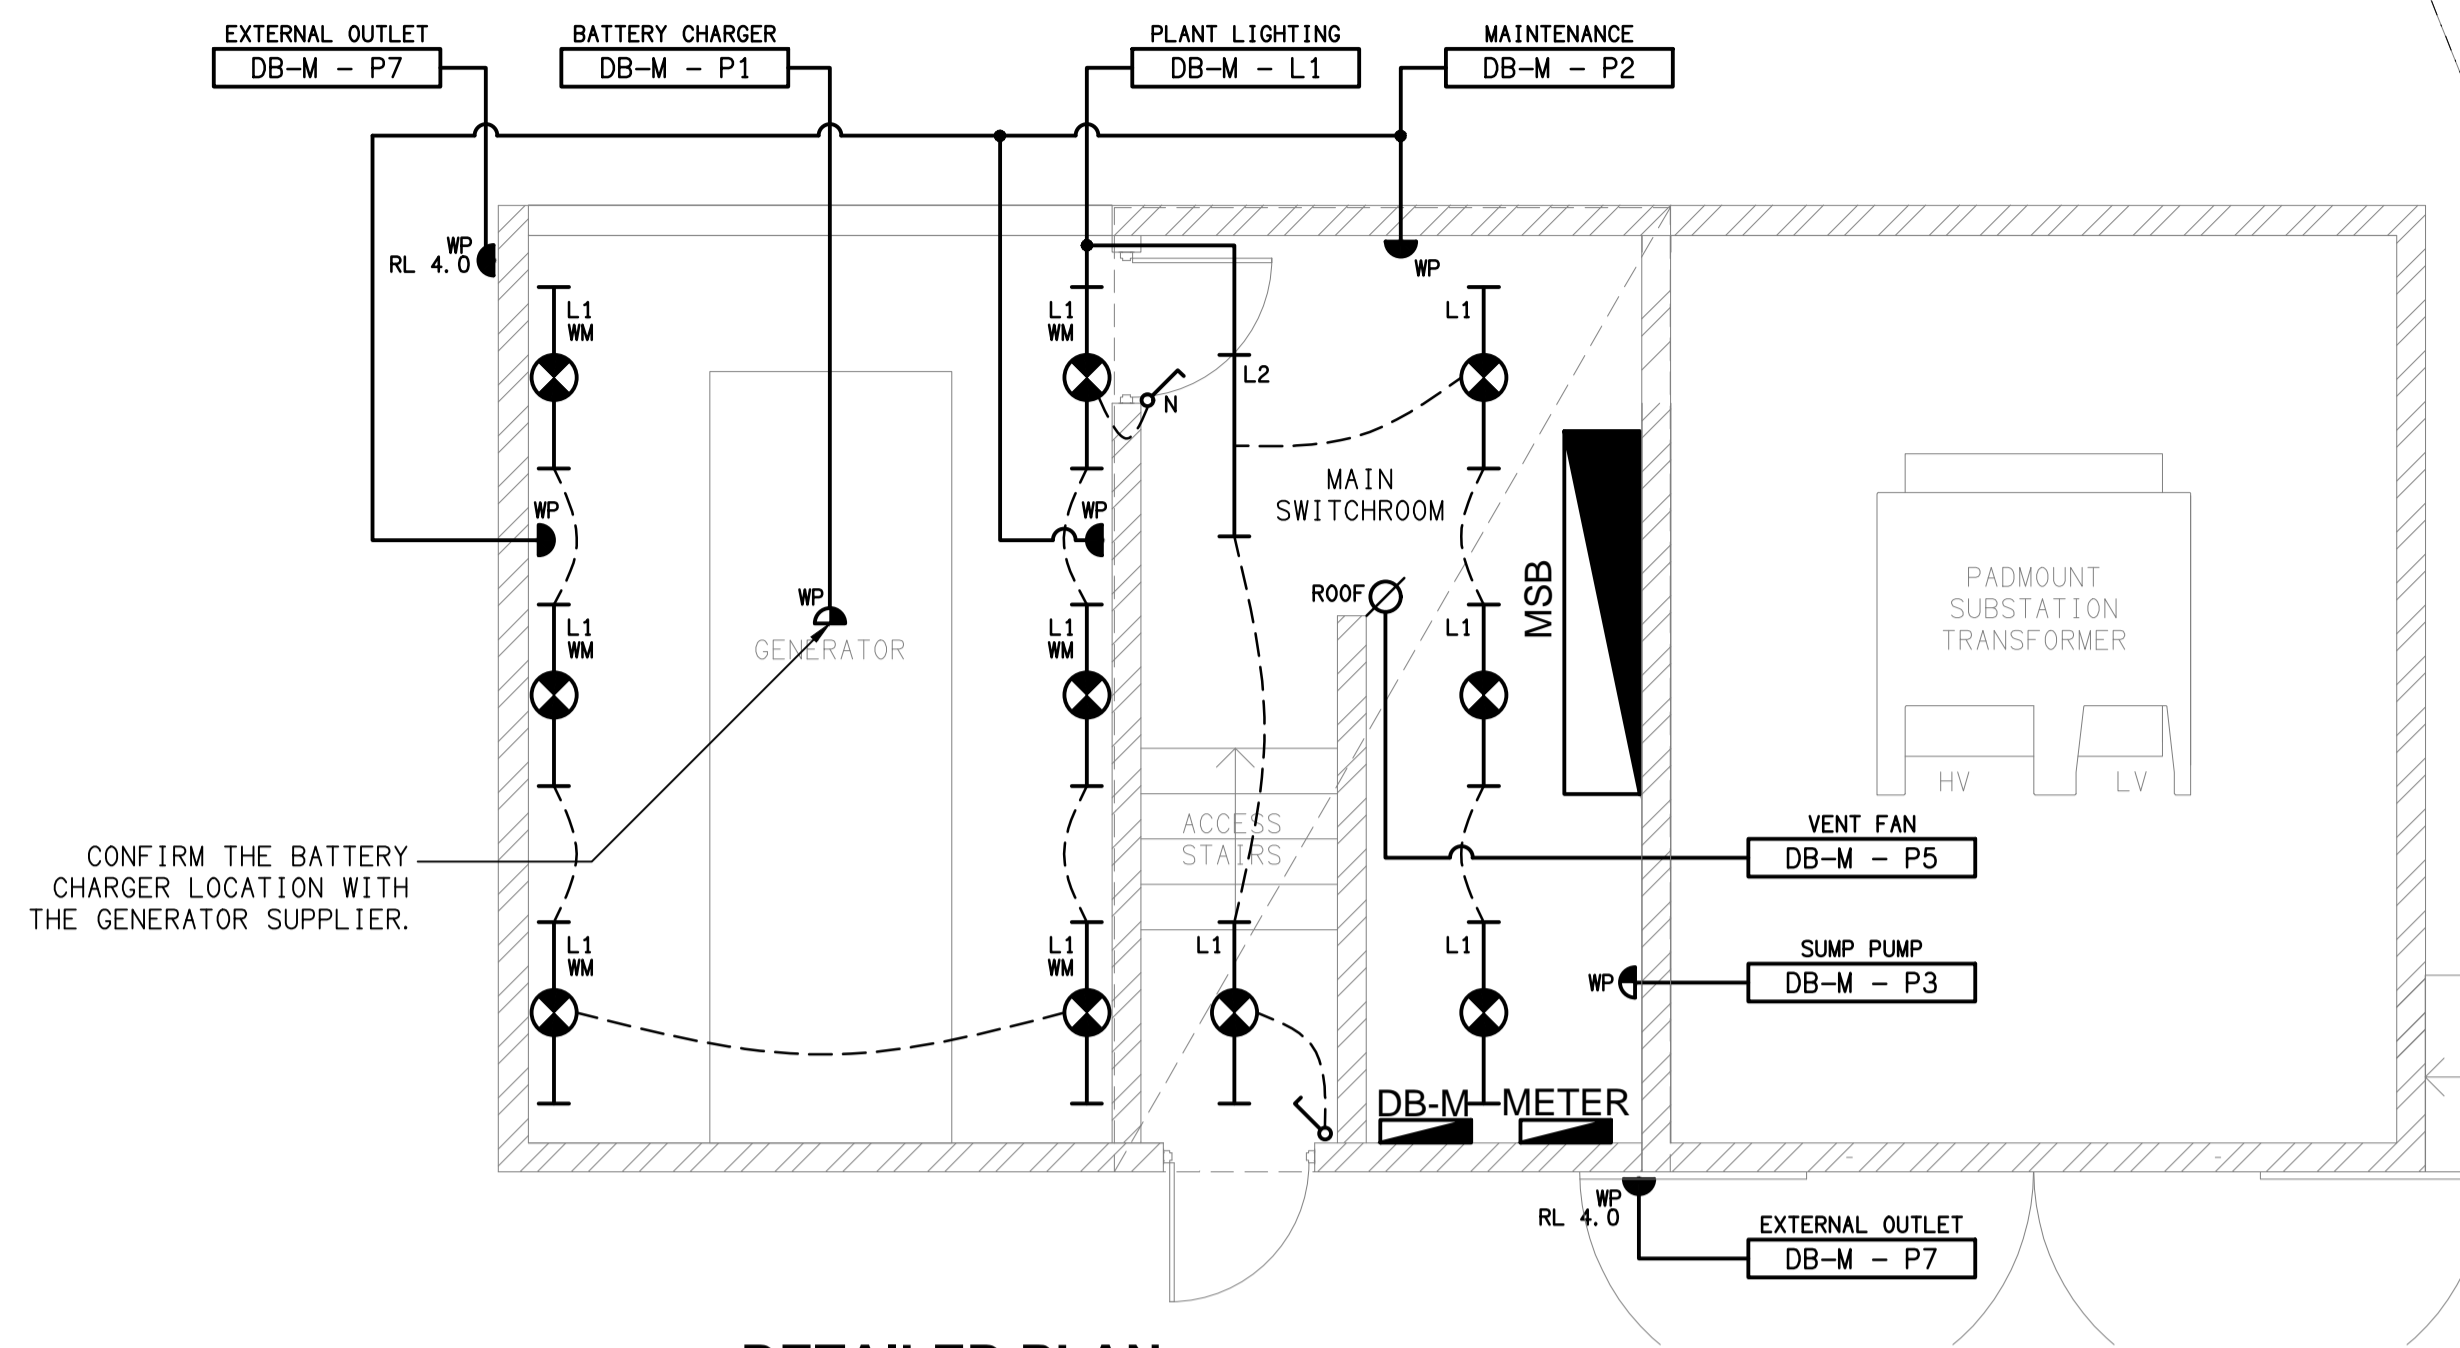 EXTERNAL OUTLET
DB-M - P7
BATTERY CHARGER
DB-M - P1
PLANT LIGHTING
DB-M - L1
MAINTENANCE
DB-M - P2
WP
RL 4.0
WP
L1
WM
L1
WM
L1
L2
N
MAIN
SWITCHROOM
WP
WP
WP
GENERATOR
ROOF
MSB
PADMOUNT
SUBSTATION
TRANSFORMER
HV
LV
L1
WM
L1
WM
L1
ACCESS
STAIRS
VENT FAN
DB-M - P5
CONFIRM THE BATTERY
CHARGER LOCATION WITH
THE GENERATOR SUPPLIER.
L1
WM
L1
WM
L1
L1
WP
SUMP PUMP
DB-M - P3
DB-M
METER
WP
RL 4.0
EXTERNAL OUTLET
DB-M - P7
DETAILED PLAN